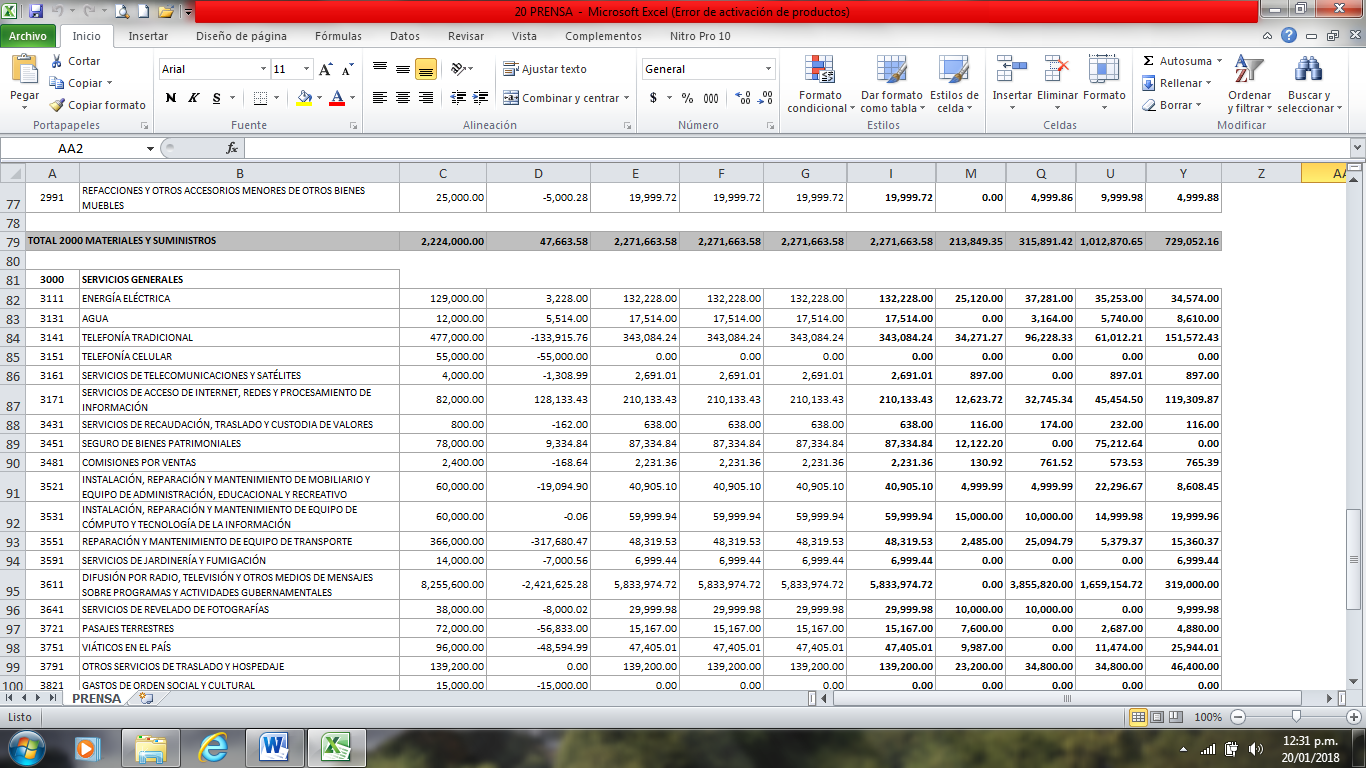 20 PRENSA - Microsoft Excel (Error de activación de productos)
Archivo Inicio Insertar Diseño de página Fórmulas Datos Revisar Vista Complementos Nitro Pro 10
Pegar Cortar Copiar Copiar formato
Arial 11 N K S
Ajustar texto
Combinar y centrar
General $ % 000
Formato condicional Dar formato como tabla Estilos de celda
Insertar Eliminar Formato
Σ Autosuma Rellenar Borrar
Ordenar y filtrar Buscar y seleccionar
Portapapeles Fuente Alineación Número Estilos Celdas Modificar
AA2 fx
A B C D E F G I M Q U Y Z AA
77 2991 REFACCIONES Y OTROS ACCESORIOS MENORES DE OTROS BIENES MUEBLES 25,000.00 -5,000.28 19,999.72 19,999.72 19,999.72 19,999.72 0.00 4,999.86 9,999.98 4,999.88
78
79 TOTAL 2000 MATERIALES Y SUMINISTROS 2,224,000.00 47,663.58 2,271,663.58 2,271,663.58 2,271,663.58 2,271,663.58 213,849.35 315,891.42 1,012,870.65 729,052.16
80
81 3000 SERVICIOS GENERALES
82 3111 ENERGÍA ELÉCTRICA 129,000.00 3,228.00 132,228.00 132,228.00 132,228.00 132,228.00 25,120.00 37,281.00 35,253.00 34,574.00
83 3131 AGUA 12,000.00 5,514.00 17,514.00 17,514.00 17,514.00 17,514.00 0.00 3,164.00 5,740.00 8,610.00
84 3141 TELEFONÍA TRADICIONAL 477,000.00 -133,915.76 343,084.24 343,084.24 343,084.24 343,084.24 34,271.27 96,228.33 61,012.21 151,572.43
85 3151 TELEFONÍA CELULAR 55,000.00 -55,000.00 0.00 0.00 0.00 0.00 0.00 0.00 0.00 0.00
86 3161 SERVICIOS DE TELECOMUNICACIONES Y SATÉLITES 4,000.00 -1,308.99 2,691.01 2,691.01 2,691.01 2,691.01 897.00 0.00 897.01 897.00
87 3171 SERVICIOS DE ACCESO DE INTERNET, REDES Y PROCESAMIENTO DE INFORMACIÓN 82,000.00 128,133.43 210,133.43 210,133.43 210,133.43 210,133.43 12,623.72 32,745.34 45,454.50 119,309.87
88 3431 SERVICIOS DE RECAUDACIÓN, TRASLADO Y CUSTODIA DE VALORES 800.00 -162.00 638.00 638.00 638.00 638.00 116.00 174.00 232.00 116.00
89 3451 SEGURO DE BIENES PATRIMONIALES 78,000.00 9,334.84 87,334.84 87,334.84 87,334.84 87,334.84 12,122.20 0.00 75,212.64 0.00
90 3481 COMISIONES POR VENTAS 2,400.00 -168.64 2,231.36 2,231.36 2,231.36 2,231.36 130.92 761.52 573.53 765.39
91 3521 INSTALACIÓN, REPARACIÓN Y MANTENIMIENTO DE MOBILIARIO Y EQUIPO DE ADMINISTRACIÓN, EDUCACIONAL Y RECREATIVO 60,000.00 -19,094.90 40,905.10 40,905.10 40,905.10 40,905.10 4,999.99 4,999.99 22,296.67 8,608.45
92 3531 INSTALACIÓN, REPARACIÓN Y MANTENIMIENTO DE EQUIPO DE CÓMPUTO Y TECNOLOGÍA DE LA INFORMACIÓN 60,000.00 -0.06 59,999.94 59,999.94 59,999.94 59,999.94 15,000.00 10,000.00 14,999.98 19,999.96
93 3551 REPARACIÓN Y MANTENIMIENTO DE EQUIPO DE TRANSPORTE 366,000.00 -317,680.47 48,319.53 48,319.53 48,319.53 48,319.53 2,485.00 25,094.79 5,379.37 15,360.37
94 3591 SERVICIOS DE JARDINERÍA Y FUMIGACIÓN 14,000.00 -7,000.56 6,999.44 6,999.44 6,999.44 6,999.44 0.00 0.00 0.00 6,999.44
95 3611 DIFUSIÓN POR RADIO, TELEVISIÓN Y OTROS MEDIOS DE MENSAJES SOBRE PROGRAMAS Y ACTIVIDADES GUBERNAMENTALES 8,255,600.00 -2,421,625.28 5,833,974.72 5,833,974.72 5,833,974.72 5,833,974.72 0.00 3,855,820.00 1,659,154.72 319,000.00
96 3641 SERVICIOS DE REVELADO DE FOTOGRAFÍAS 38,000.00 -8,000.02 29,999.98 29,999.98 29,999.98 29,999.98 10,000.00 10,000.00 0.00 9,999.98
97 3721 PASAJES TERRESTRES 72,000.00 -56,833.00 15,167.00 15,167.00 15,167.00 15,167.00 7,600.00 0.00 2,687.00 4,880.00
98 3751 VIÁTICOS EN EL PAÍS 96,000.00 -48,594.99 47,405.01 47,405.01 47,405.01 47,405.01 9,987.00 0.00 11,474.00 25,944.01
99 3791 OTROS SERVICIOS DE TRASLADO Y HOSPEDAJE 139,200.00 0.00 139,200.00 139,200.00 139,200.00 139,200.00 23,200.00 34,800.00 34,800.00 46,400.00
100 3821 GASTOS DE ORDEN SOCIAL Y CULTURAL 15,000.00 -15,000.00 0.00 0.00 0.00 0.00 0.00 0.00 0.00 0.00
PRENSA
Listo 100%
12:31 p.m.
20/01/2018